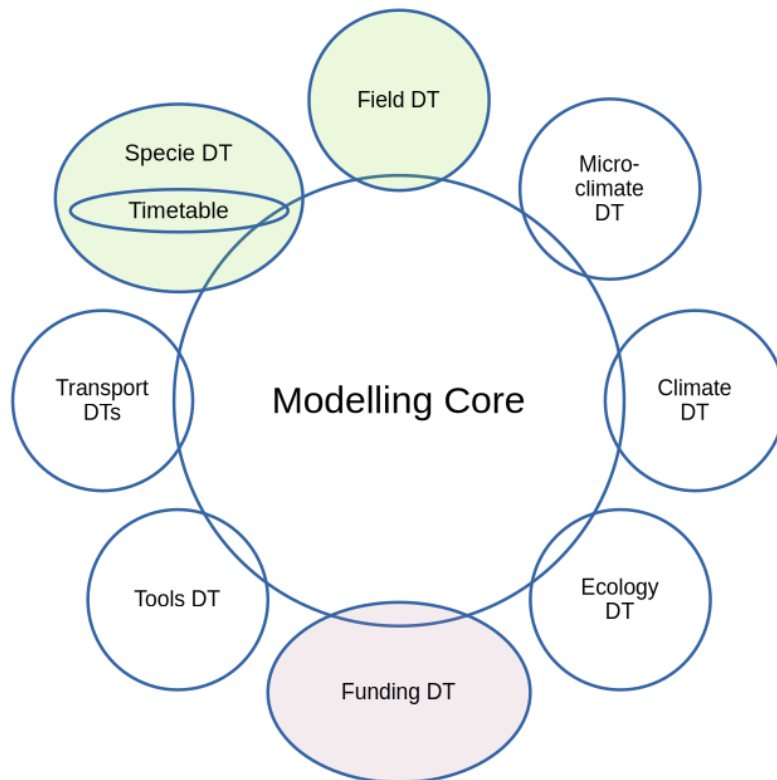 Field DT
Specie DT
Timetable
Micro-
climate
DT
Transport
DTs
Modelling Core
Climate
DT
Tools DT
Ecology
DT
Funding DT